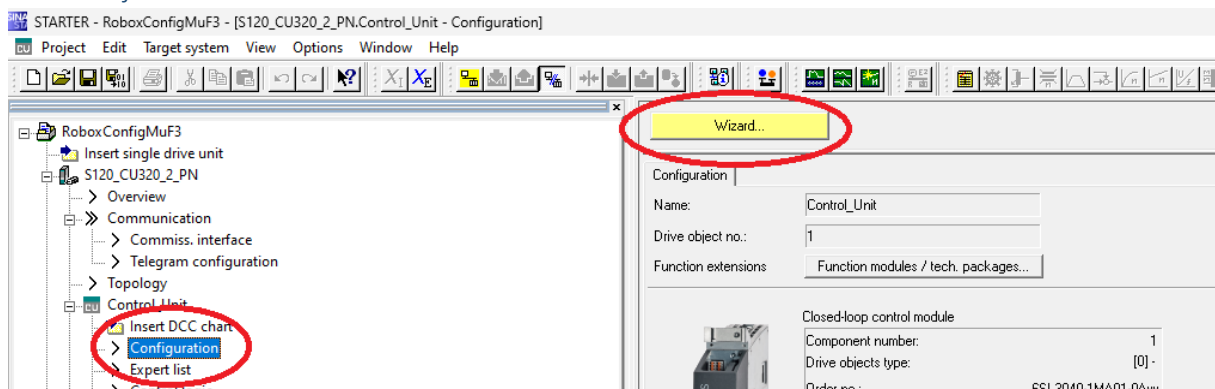 STARTER - RoboxConfigMuF3 - [S120_CU320_2_PN.Control_Unit - Configuration]
Project Edit Target system View Options Window Help
RoboxConfigMuF3
Insert single drive unit
S120_CU320_2_PN
Overview
Communication
Commiss. interface
Telegram configuration
Topology
Control_Unit
Insert DCC chart
Configuration
Expert list
Wizard...
Configuration
Name: Control_Unit
Drive object no.: 1
Function extensions Function modules / tech. packages...
Closed-loop control module
Component number: 1
Drive objects type: [0] -